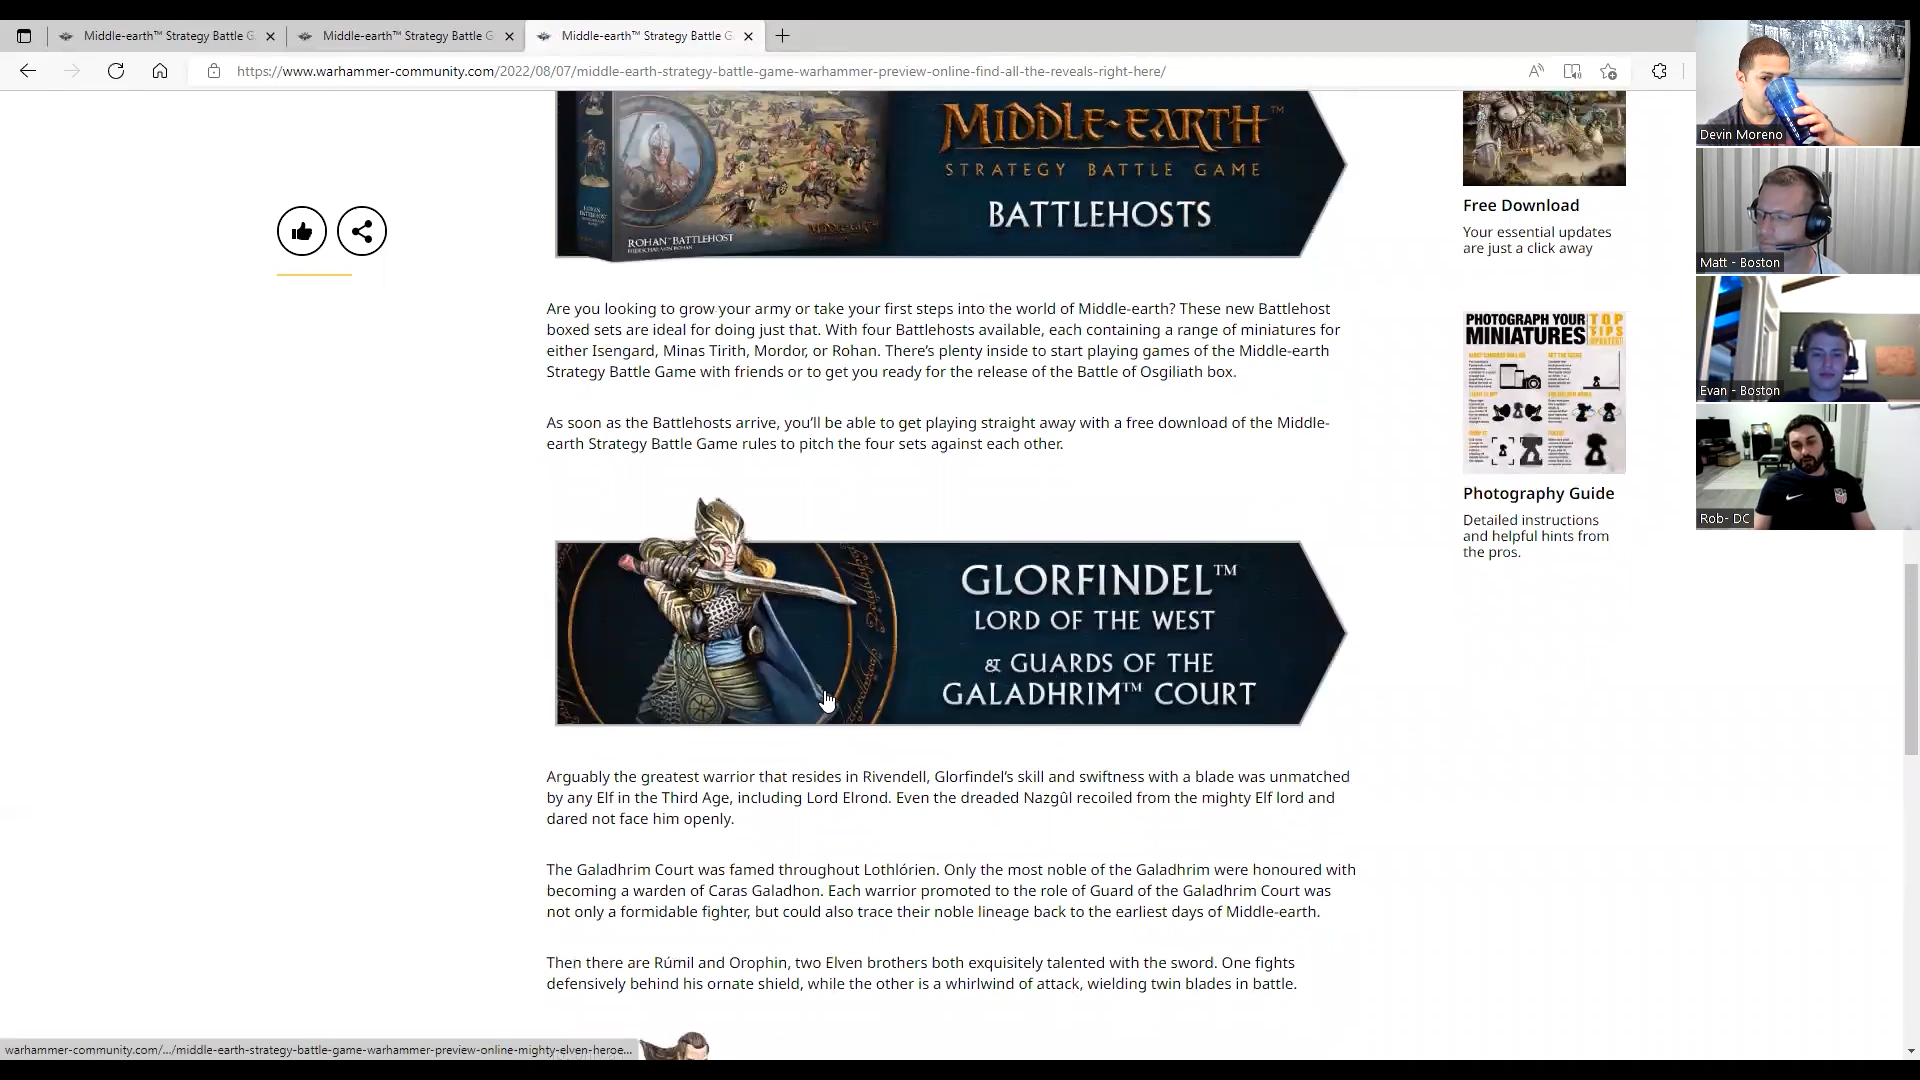 Middle-earth™ Strategy Battle G
Middle-earth™ Strategy Battle G
Middle-earth™ Strategy Battle G
https://www.warhammer-community.com/2022/08/07/middle-earth-strategy-battle-game-warhammer-preview-online-find-all-the-reveals-right-here/
MIDDLE-EARTH™
STRATEGY BATTLE GAME
BATTLEHOSTS
ROHAN™ BATTLEHOST
Are you looking to grow your army or take your first steps into the world of Middle-earth? These new Battlehost
boxed sets are ideal for doing just that. With four Battlehosts available, each containing a range of miniatures for
either Isengard, Minas Tirith, Mordor, or Rohan. There’s plenty inside to start playing games of the Middle-earth
Strategy Battle Game with friends or to get you ready for the release of the Battle of Osgiliath box.
As soon as the Battlehosts arrive, you’ll be able to get playing straight away with a free download of the Middle-
earth Strategy Battle Game rules to pitch the four sets against each other.
GLORFINDEL™
LORD OF THE WEST
& GUARDS OF THE
GALADHRIM™ COURT
Arguably the greatest warrior that resides in Rivendell, Glorfindel’s skill and swiftness with a blade was unmatched
by any Elf in the Third Age, including Lord Elrond. Even the dreaded Nazgûl recoiled from the mighty Elf lord and
dared not face him openly.
The Galadhrim Court was famed throughout Lothlórien. Only the most noble of the Galadhrim were honoured with
becoming a warden of Caras Galadhon. Each warrior promoted to the role of Guard of the Galadhrim Court was
not only a formidable fighter, but could also trace their noble lineage back to the earliest days of Middle-earth.
Then there are Rúmil and Orophin, two Elven brothers both exquisitely talented with the sword. One fights
defensively behind his ornate shield, while the other is a whirlwind of attack, wielding twin blades in battle.
warhammer-community.com/.../middle-earth-strategy-battle-game-warhammer-preview-online-mighty-elven-heroe...
Free Download
Your essential updates
are just a click away
PHOTOGRAPH YOUR
MINIATURES
TOP
TIPS
Photography Guide
Detailed instructions
and helpful hints from
the pros.
Devin Moreno
Matt - Boston
Evan - Boston
Rob- DC